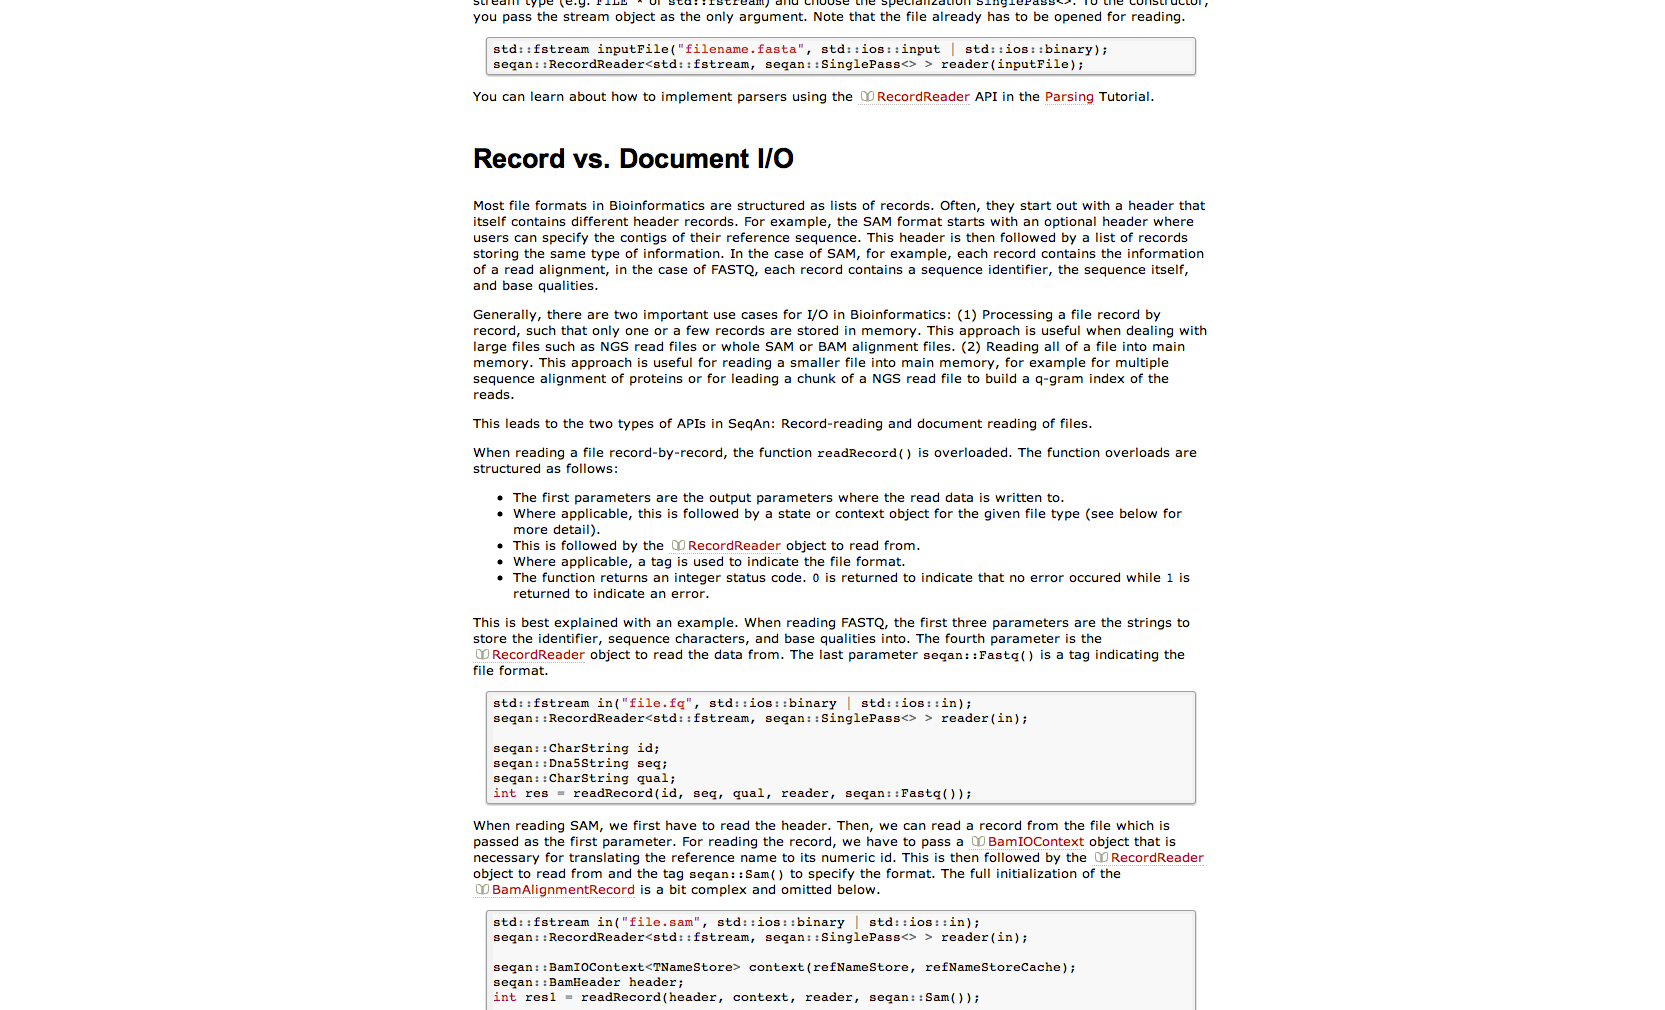 stream type (e.g. FILE * or std::fstream) and choose the specialization SinglePass<>. To the constructor,
you pass the stream object as the only argument. Note that the file already has to be opened for reading.
std::fstream inputFile("filename.fasta", std::ios::input | std::ios::binary);
seqan::RecordReader<std::fstream, seqan::SinglePass<> > reader(inputFile);
You can learn about how to implement parsers using the RecordReader API in the Parsing Tutorial.
Record vs. Document I/O
Most file formats in Bioinformatics are structured as lists of records. Often, they start out with a header that
itself contains different header records. For example, the SAM format starts with an optional header where
users can specify the contigs of their reference sequence. This header is then followed by a list of records
storing the same type of information. In the case of SAM, for example, each record contains the information
of a read alignment, in the case of FASTQ, each record contains a sequence identifier, the sequence itself,
and base qualities.
Generally, there are two important use cases for I/O in Bioinformatics: (1) Processing a file record by
record, such that only one or a few records are stored in memory. This approach is useful when dealing with
large files such as NGS read files or whole SAM or BAM alignment files. (2) Reading all of a file into main
memory. This approach is useful for reading a smaller file into main memory, for example for multiple
sequence alignment of proteins or for leading a chunk of a NGS read file to build a q-gram index of the
reads.
This leads to the two types of APIs in SeqAn: Record-reading and document reading of files.
When reading a file record-by-record, the function readRecord() is overloaded. The function overloads are
structured as follows:
• The first parameters are the output parameters where the read data is written to.
• Where applicable, this is followed by a state or context object for the given file type (see below for
more detail).
• This is followed by the RecordReader object to read from.
• Where applicable, a tag is used to indicate the file format.
• The function returns an integer status code. 0 is returned to indicate that no error occured while 1 is
returned to indicate an error.
This is best explained with an example. When reading FASTQ, the first three parameters are the strings to
store the identifier, sequence characters, and base qualities into. The fourth parameter is the
RecordReader object to read the data from. The last parameter seqan::Fastq() is a tag indicating the
file format.
std::fstream in("file.fq", std::ios::binary | std::ios::in);
seqan::RecordReader<std::fstream, seqan::SinglePass<> > reader(in);
seqan::CharString id;
seqan::Dna5String seq;
seqan::CharString qual;
int res = readRecord(id, seq, qual, reader, seqan::Fastq());
When reading SAM, we first have to read the header. Then, we can read a record from the file which is
passed as the first parameter. For reading the record, we have to pass a BamIOContext object that is
necessary for translating the reference name to its numeric id. This is then followed by the RecordReader
object to read from and the tag seqan::Sam() to specify the format. The full initialization of the
BamAlignmentRecord is a bit complex and omitted below.
std::fstream in("file.sam", std::ios::binary | std::ios::in);
seqan::RecordReader<std::fstream, seqan::SinglePass<> > reader(in);
seqan::BamIOContext<TNameStore> context(refNameStore, refNameStoreCache);
seqan::BamHeader header;
int res1 = readRecord(header, context, reader, seqan::Sam());